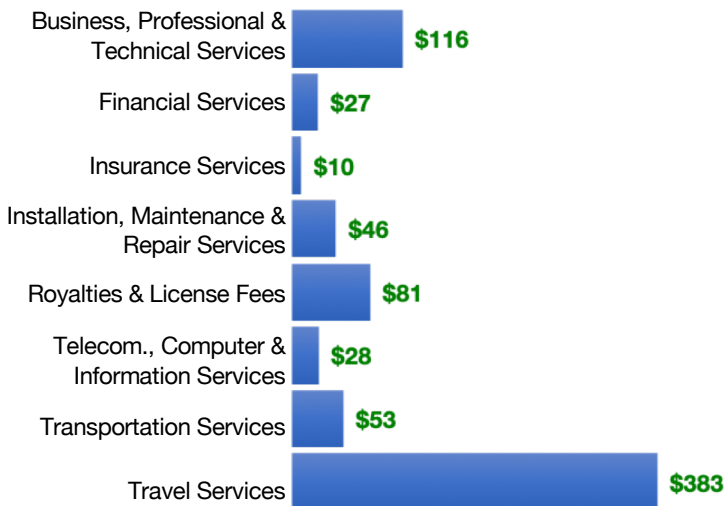 Business, Professional &
Technical Services
$116
Financial Services
$27
Insurance Services
$10
Installation, Maintenance &
Repair Services
$46
Royalties & License Fees
$81
Telecom., Computer &
Information Services
$28
Transportation Services
$53
Travel Services
$383